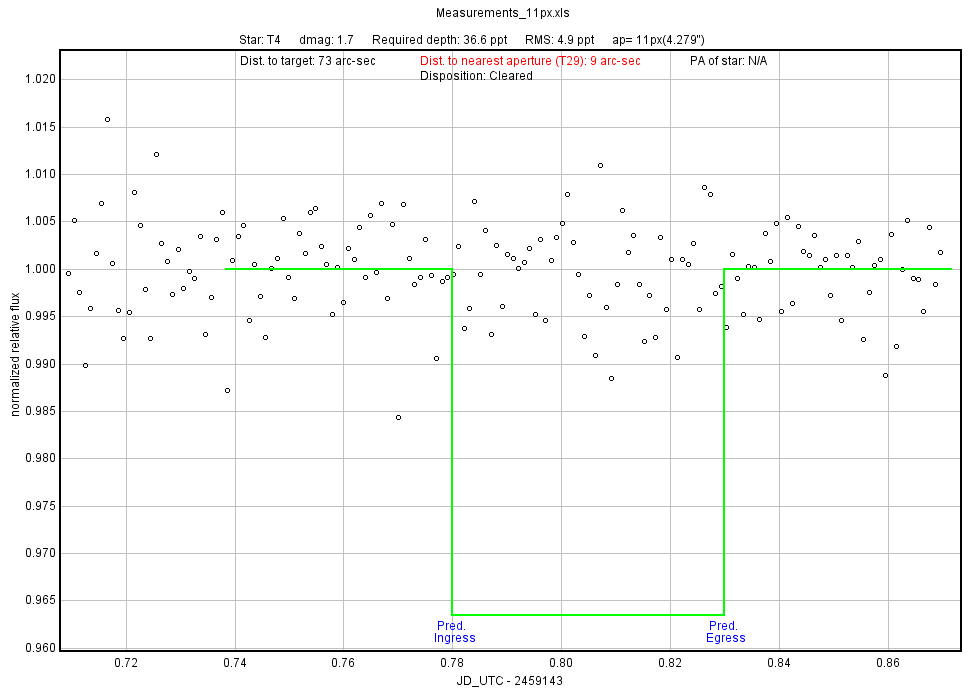 Measurements_11px.xls
Star: T4 dmag: 1.7 Required depth: 36.6 ppt RMS: 4.9 ppt ap= 11px(4.279")
Dist. to target: 73 arc-sec Dist. to nearest aperture (T29): 9 arc-sec PA of star: N/A
Disposition: Cleared
1.020
1.015
1.010
1.005
1.000
0.995
0.990
0.985
0.980
0.975
0.970
0.965
0.960
normalized relative flux
Pred.
Ingress
Pred.
Egress
0.72 0.74 0.76 0.78 0.80 0.82 0.84 0.86
JD_UTC - 2459143